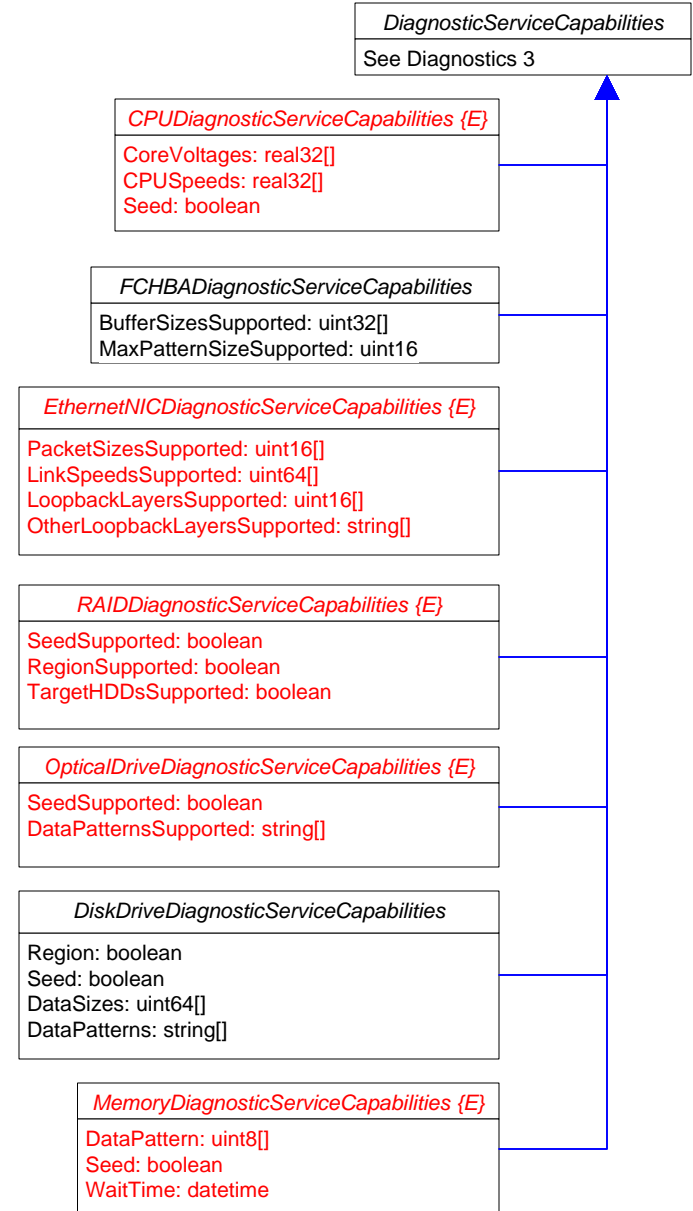 DiagnosticServiceCapabilities
See Diagnostics 3
CPUDiagnosticServiceCapabilities {E}
CoreVoltages: real32[]
CPUSpeeds: real32[]
Seed: boolean
FCHBADiagnosticServiceCapabilities
BufferSizesSupported: uint32[]
MaxPatternSizeSupported: uint16
EthernetNICDiagnosticServiceCapabilities {E}
PacketSizesSupported: uint16[]
LinkSpeedsSupported: uint64[]
LoopbackLayersSupported: uint16[]
OtherLoopbackLayersSupported: string[]
RAIDDiagnosticServiceCapabilities {E}
SeedSupported: boolean
RegionSupported: boolean
TargetHDDsSupported: boolean
OpticalDriveDiagnosticServiceCapabilities {E}
SeedSupported: boolean
DataPatternsSupported: string[]
DiskDriveDiagnosticServiceCapabilities
Region: boolean
Seed: boolean
DataSizes: uint64[]
DataPatterns: string[]
MemoryDiagnosticServiceCapabilities {E}
DataPattern: uint8[]
Seed: boolean
WaitTime: datetime